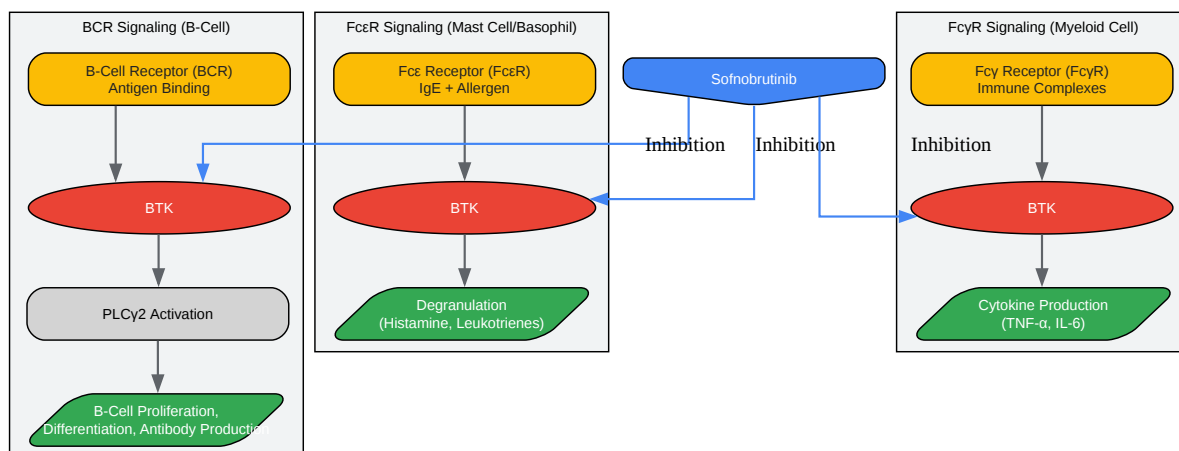 BCR Signaling (B-Cell)
B-Cell Receptor (BCR)
Antigen Binding
BTK
PLCγ2 Activation
B-Cell Proliferation,
Differentiation, Antibody Production
FcεR Signaling (Mast Cell/Basophil)
Fcε Receptor (FcεR)
IgE + Allergen
BTK
Degranulation
(Histamine, Leukotrienes)
Sofnobrutinib
Inhibition
Inhibition
Inhibition
FcγR Signaling (Myeloid Cell)
Fcγ Receptor (FcγR)
Immune Complexes
BTK
Cytokine Production
(TNF-α, IL-6)